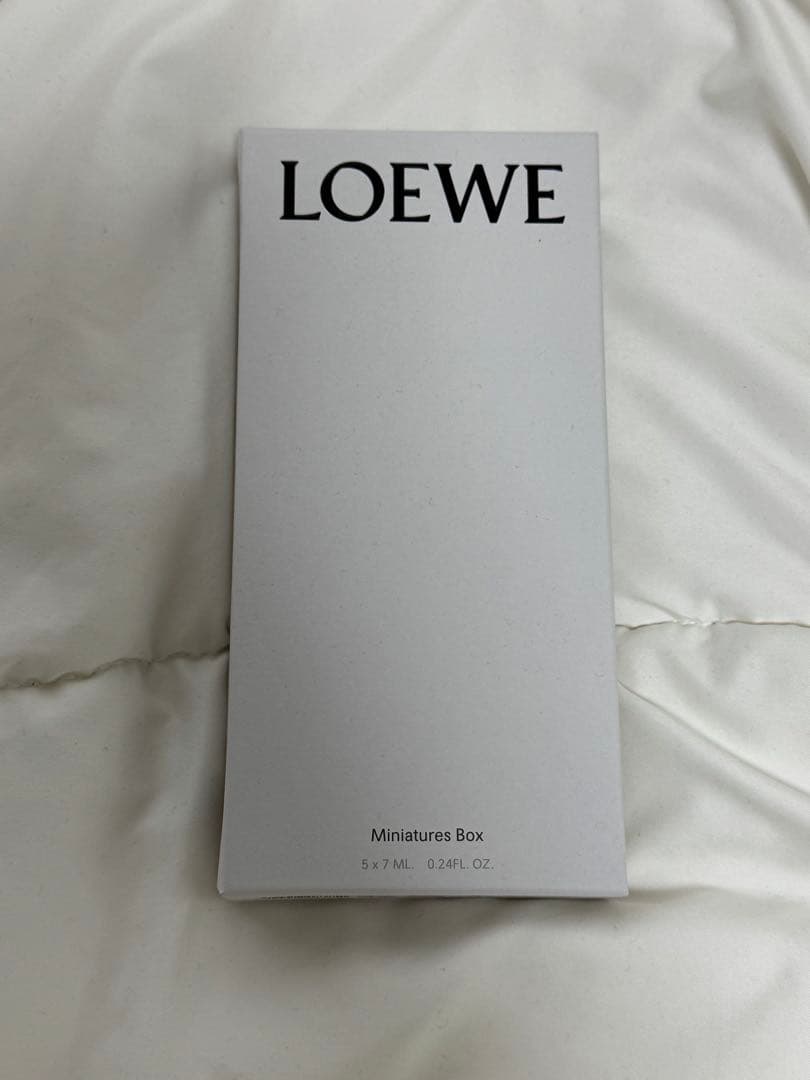 LOEWE
Miniatures Box
5 x 7 ML. 0.24FL. OZ.